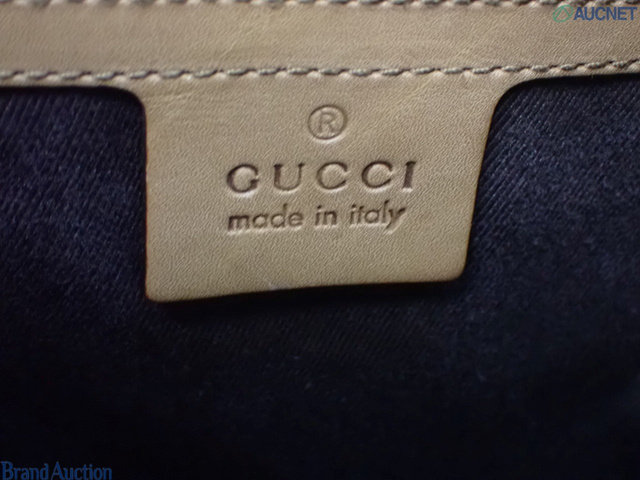 AUCNET
®
GUCCI
made in italy
Brand Auction